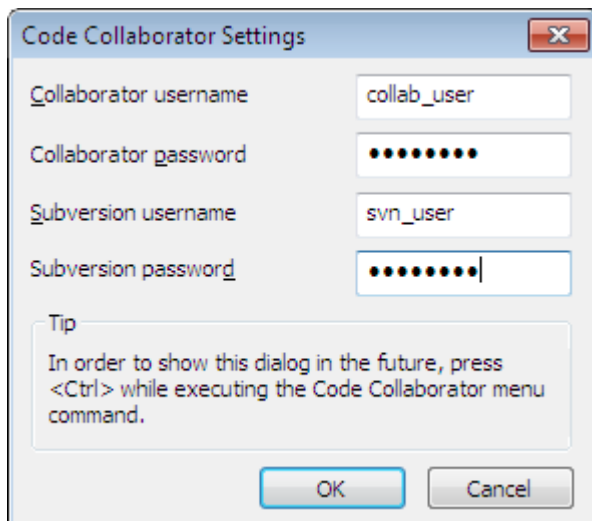 Code Collaborator Settings
Collaborator username
collab_user
Collaborator password
●●●●●●●●
Subversion username
svn_user
Subversion password
●●●●●●●●
Tip
In order to show this dialog in the future, press
<Ctrl> while executing the Code Collaborator menu
command.
OK
Cancel